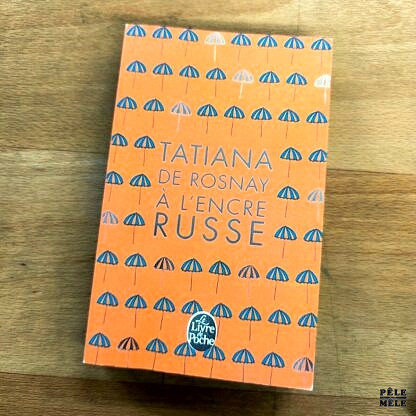 TATIANA
DE ROSNAY
À L'ENCRE
RUSSE
Le
Livre
de
Poche
PÊLE
MÊLE